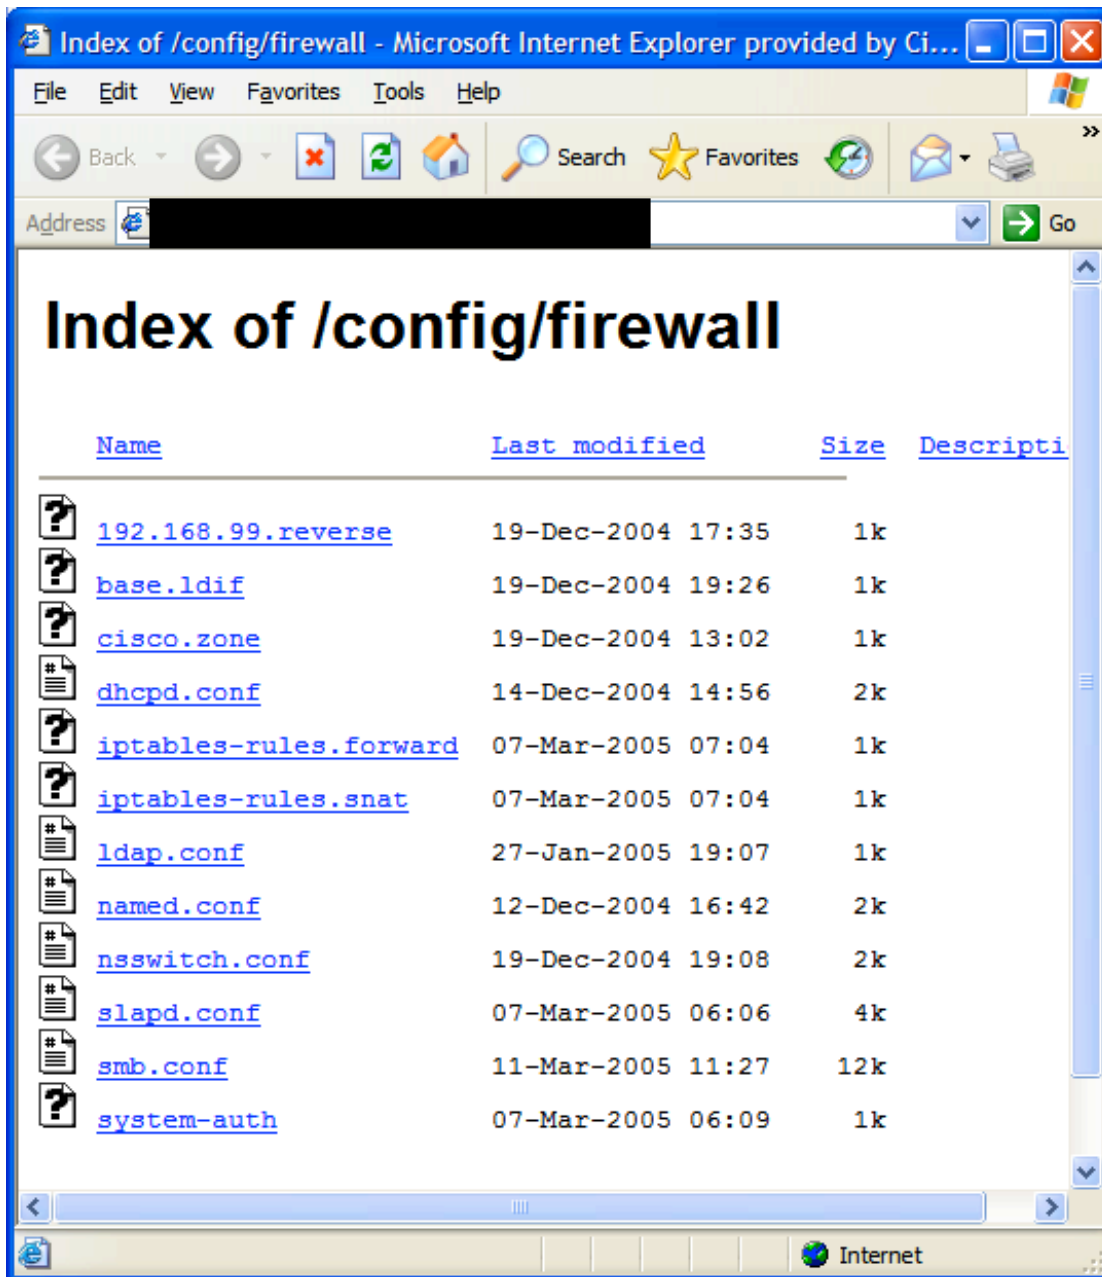 Index of /config/firewall - Microsoft Internet Explorer provided by Ci...
File Edit View Favorites Tools Help
Back Search Favorites »
Address Go
Index of /config/firewall
Name Last modified Size Descripti
192.168.99.reverse 19-Dec-2004 17:35 1k
base.ldif 19-Dec-2004 19:26 1k
cisco.zone 19-Dec-2004 13:02 1k
dhcpd.conf 14-Dec-2004 14:56 2k
iptables-rules.forward 07-Mar-2005 07:04 1k
iptables-rules.snat 07-Mar-2005 07:04 1k
ldap.conf 27-Jan-2005 19:07 1k
named.conf 12-Dec-2004 16:42 2k
nsswitch.conf 19-Dec-2004 19:08 2k
slapd.conf 07-Mar-2005 06:06 4k
smb.conf 11-Mar-2005 11:27 12k
system-auth 07-Mar-2005 06:09 1k
Internet